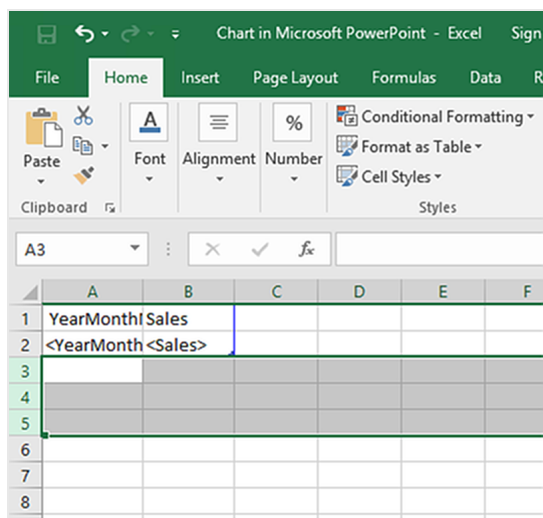 Chart in Microsoft PowerPoint - Excel Sign
File Home Insert Page Layout Formulas Data R
Paste
Font Alignment Number
Conditional Formatting
Format as Table
Cell Styles
Clipboard Styles
A3 fx
A B C D E F
1 YearMonth Sales
2 <YearMonth <Sales>
3
4
5
6
7
8